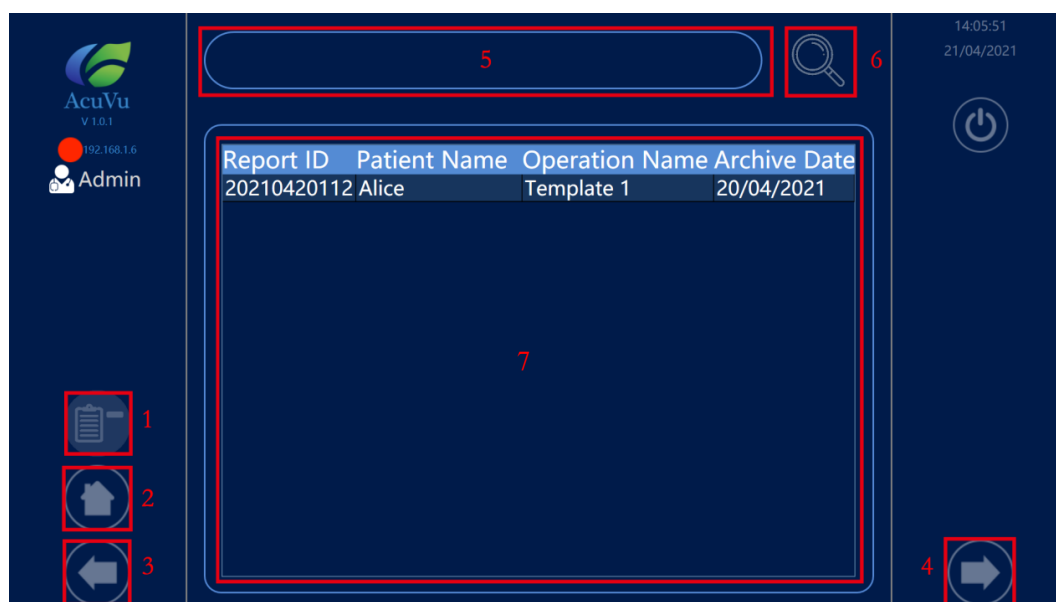 AcuVu
V 1.0.1
192.168.1.6
Admin
1
2
3
5
6
Report ID Patient Name Operation Name Archive Date
20210420112 Alice Template 1 20/04/2021
7
14:05:51
21/04/2021
4